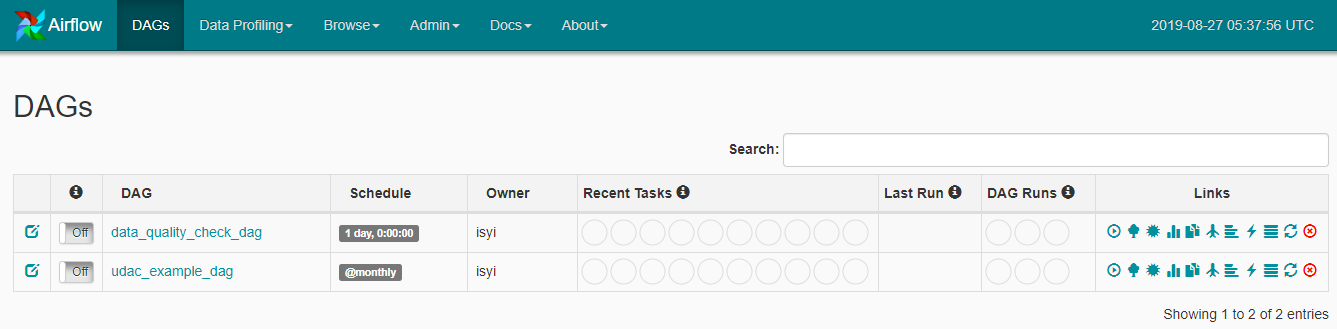 Airflow DAGs Data Profiling Browse Admin Docs About 2019-08-27 05:37:56 UTC
DAGs
Search:
DAG Schedule Owner Recent Tasks Last Run DAG Runs Links
Off data_quality_check_dag 1 day, 0:00:00 isyi
Off udac_example_dag @monthly isyi
Showing 1 to 2 of 2 entries